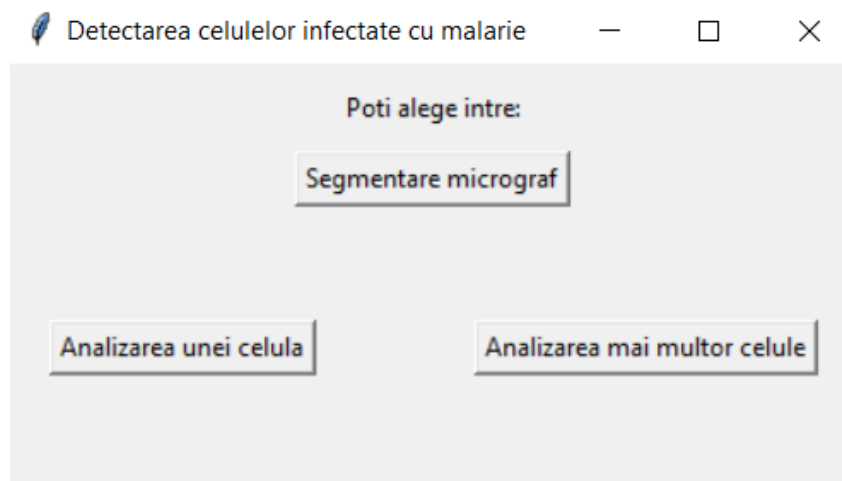 Detectarea celulelor infectate cu malarie
Poti alege intre:
Segmentare micrograf
Analizarea unei celula
Analizarea mai multor celule